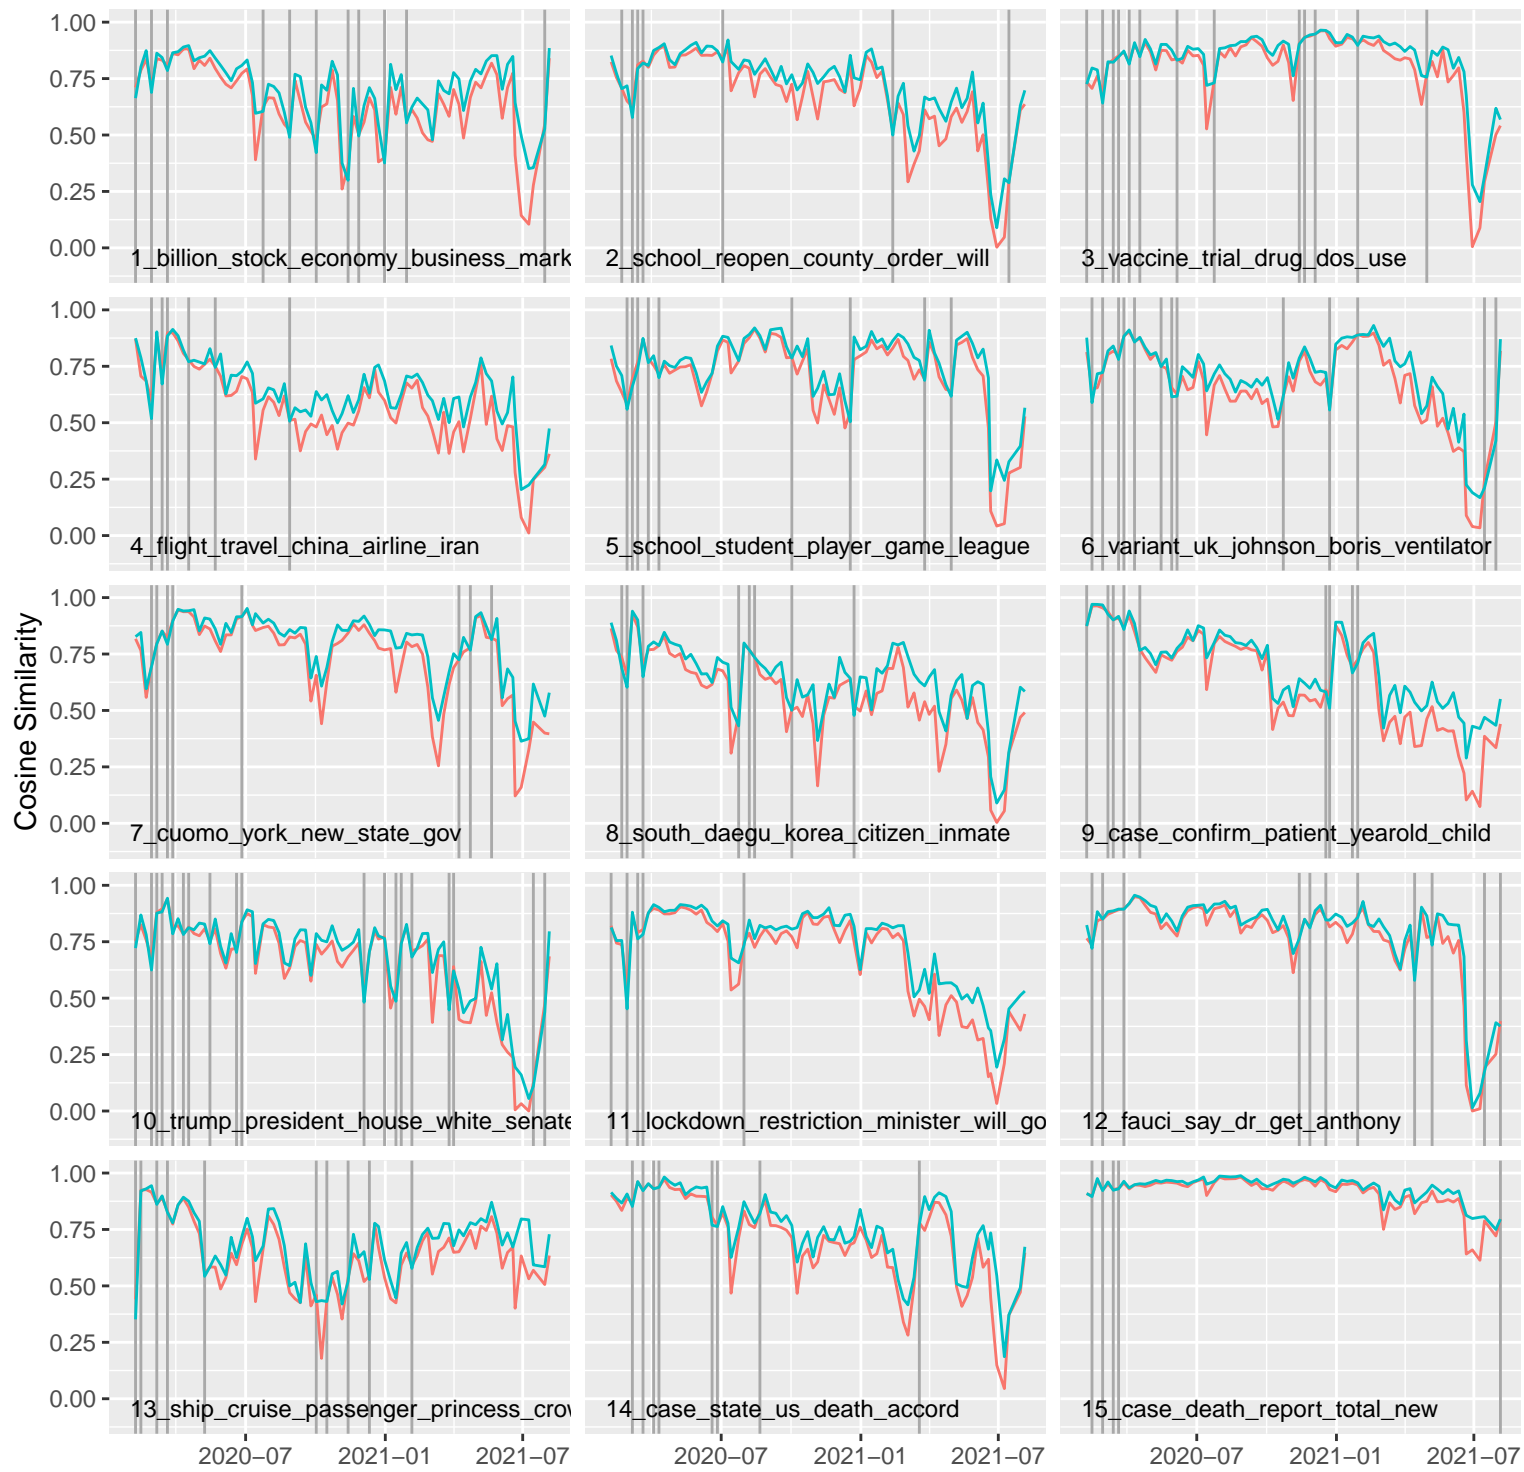 1.00
0.75
0.50
0.25
0.00
1_billion_stock_economy_business_mark
2_school_reopen_county_order_will
3_vaccine_trial_drug_dos_use
1.00
0.75
0.50
0.25
0.00
4_flight_travel_china_airline_iran
5_school_student_player_game_league
6_variant_uk_johnson_boris_ventilator
Cosine Similarity
1.00
0.75
0.50
0.25
0.00
7_cuomo_york_new_state_gov
8_south_daegu_korea_citizen_inmate
9_case_confirm_patient_yearold_child
1.00
0.75
0.50
0.25
0.00
10_trump_president_house_white_senate
11_lockdown_restriction_minister_will_go
12_fauci_say_dr_get_anthony
1.00
0.75
0.50
0.25
0.00
13_ship_cruise_passenger_princess_crow
14_case_state_us_death_accord
15_case_death_report_total_new
2020−07 2021−01 2021−07 2020−07 2021−01 2021−07 2020−07 2021−01 2021−07